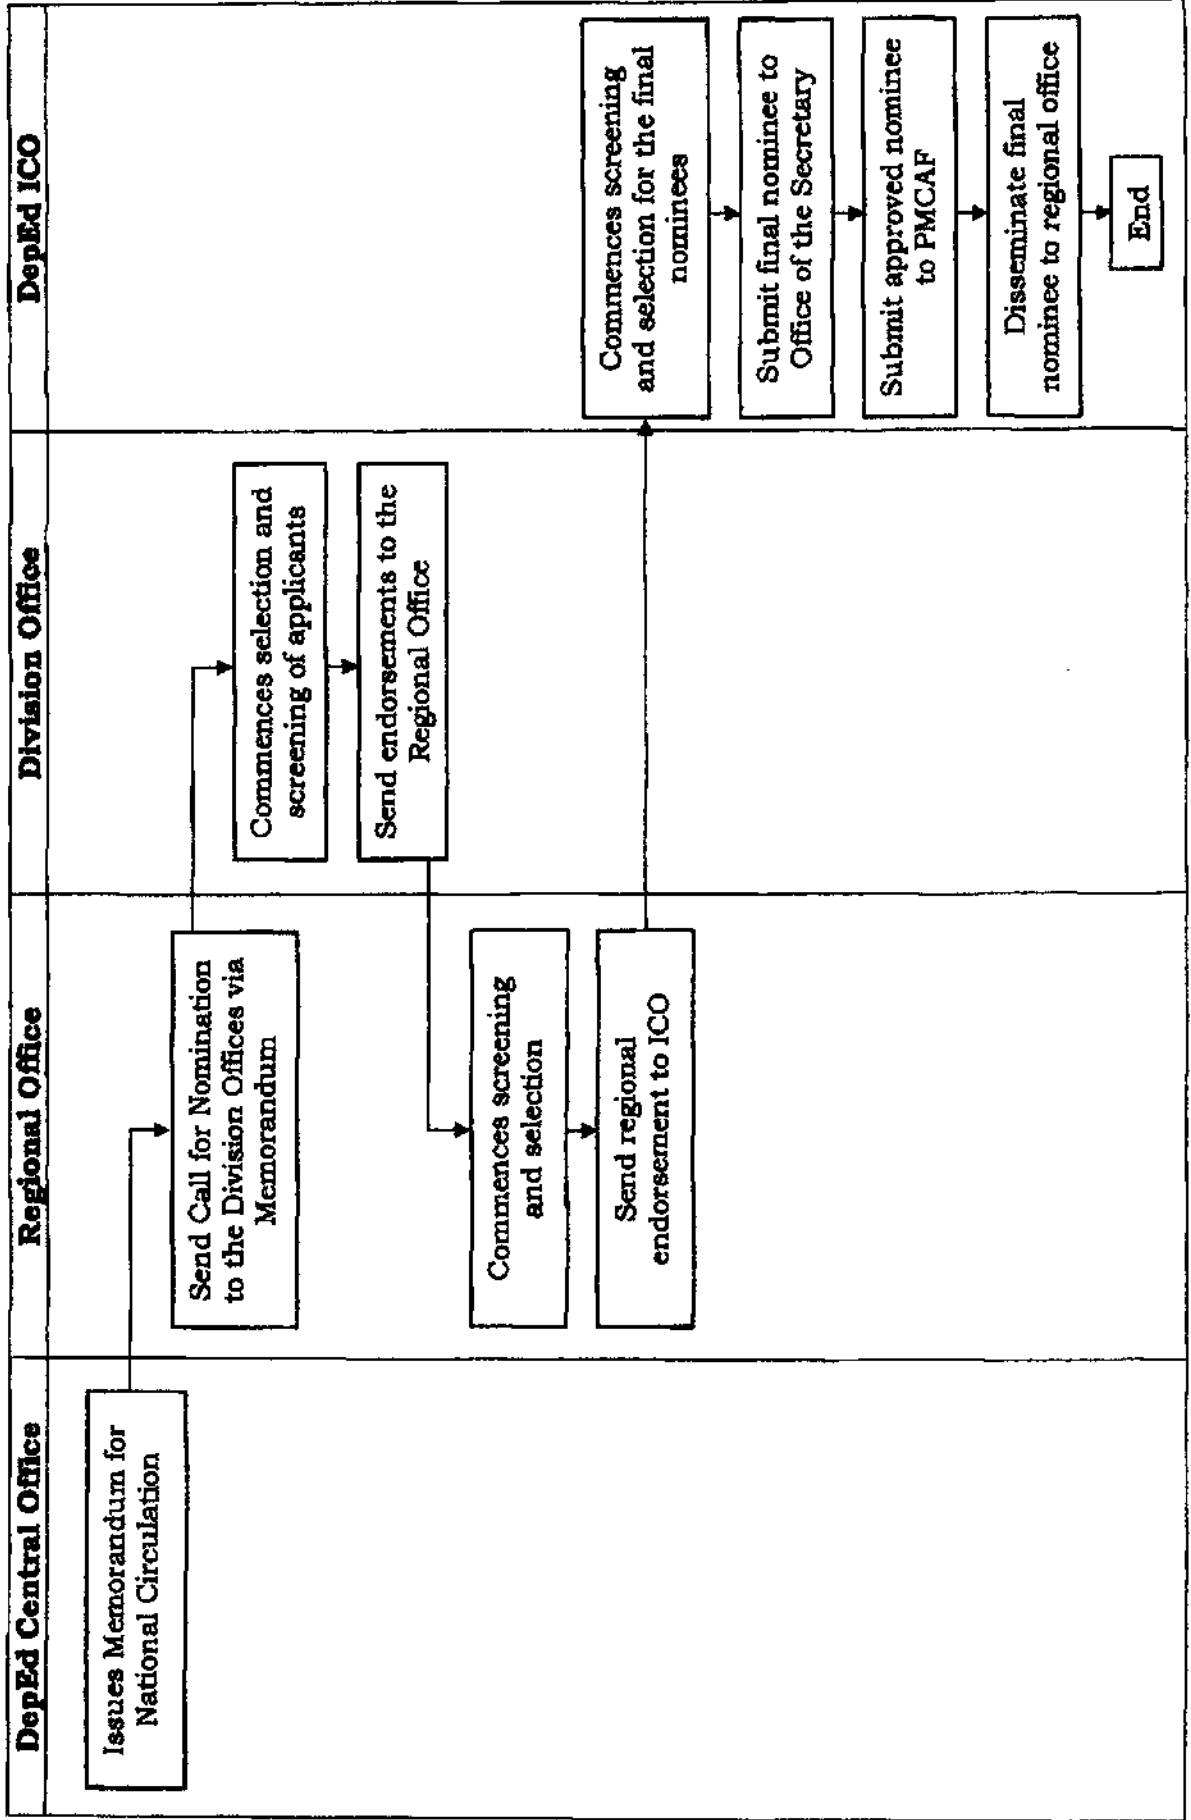 DepEd Central Office
Regional Office
Division Office
DepEd ICO
Issues Memorandum for
National Circulation
Send Call for Nomination
to the Division Offices via
Memorandum
Commences selection and
screening of applicants
Send endorsements to the
Regional Office
Commences screening
and selection
Send regional
endorsement to ICO
Commences screening
and selection for the final
nominees
Submit final nominee to
Office of the Secretary
Submit approved nominee
to PMCAF
Disseminate final
nominee to regional office
End